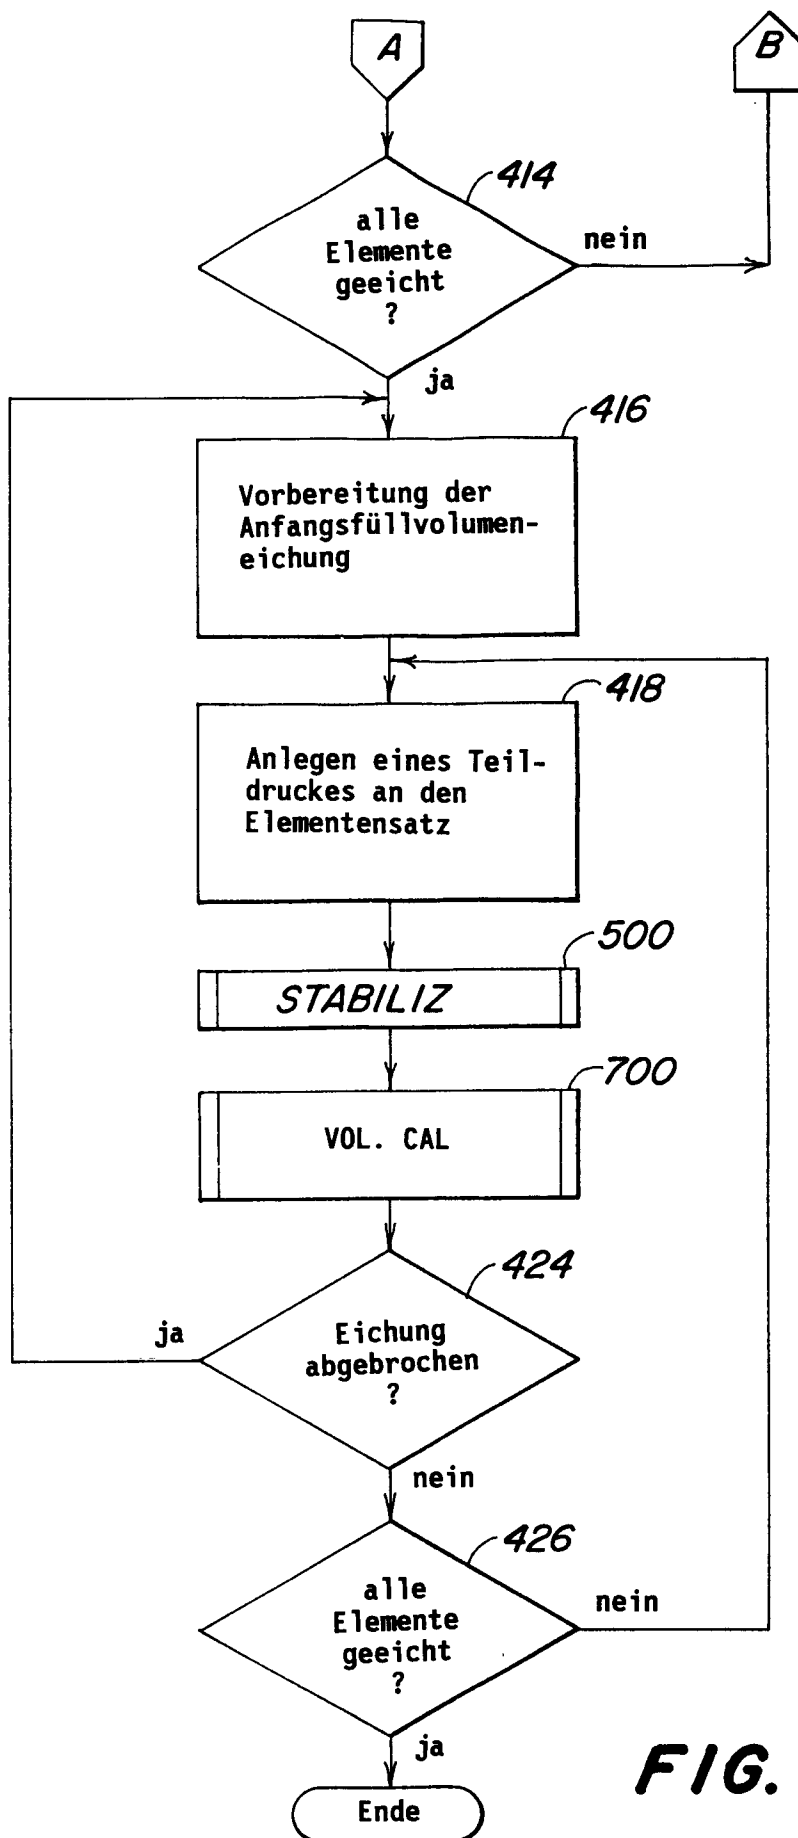 A
B
414
alle
Elemente
geeicht
?
nein
ja
416
Vorbereitung der
Anfangsfüllvolumen-
eichung
418
Anlegen eines Teil-
druckes an den
Elementensatz
500
STABILIZ
700
VOL. CAL
424
Eichung
abgebrochen
?
ja
nein
426
alle
Elemente
geeicht
?
nein
ja
Ende
FIG.